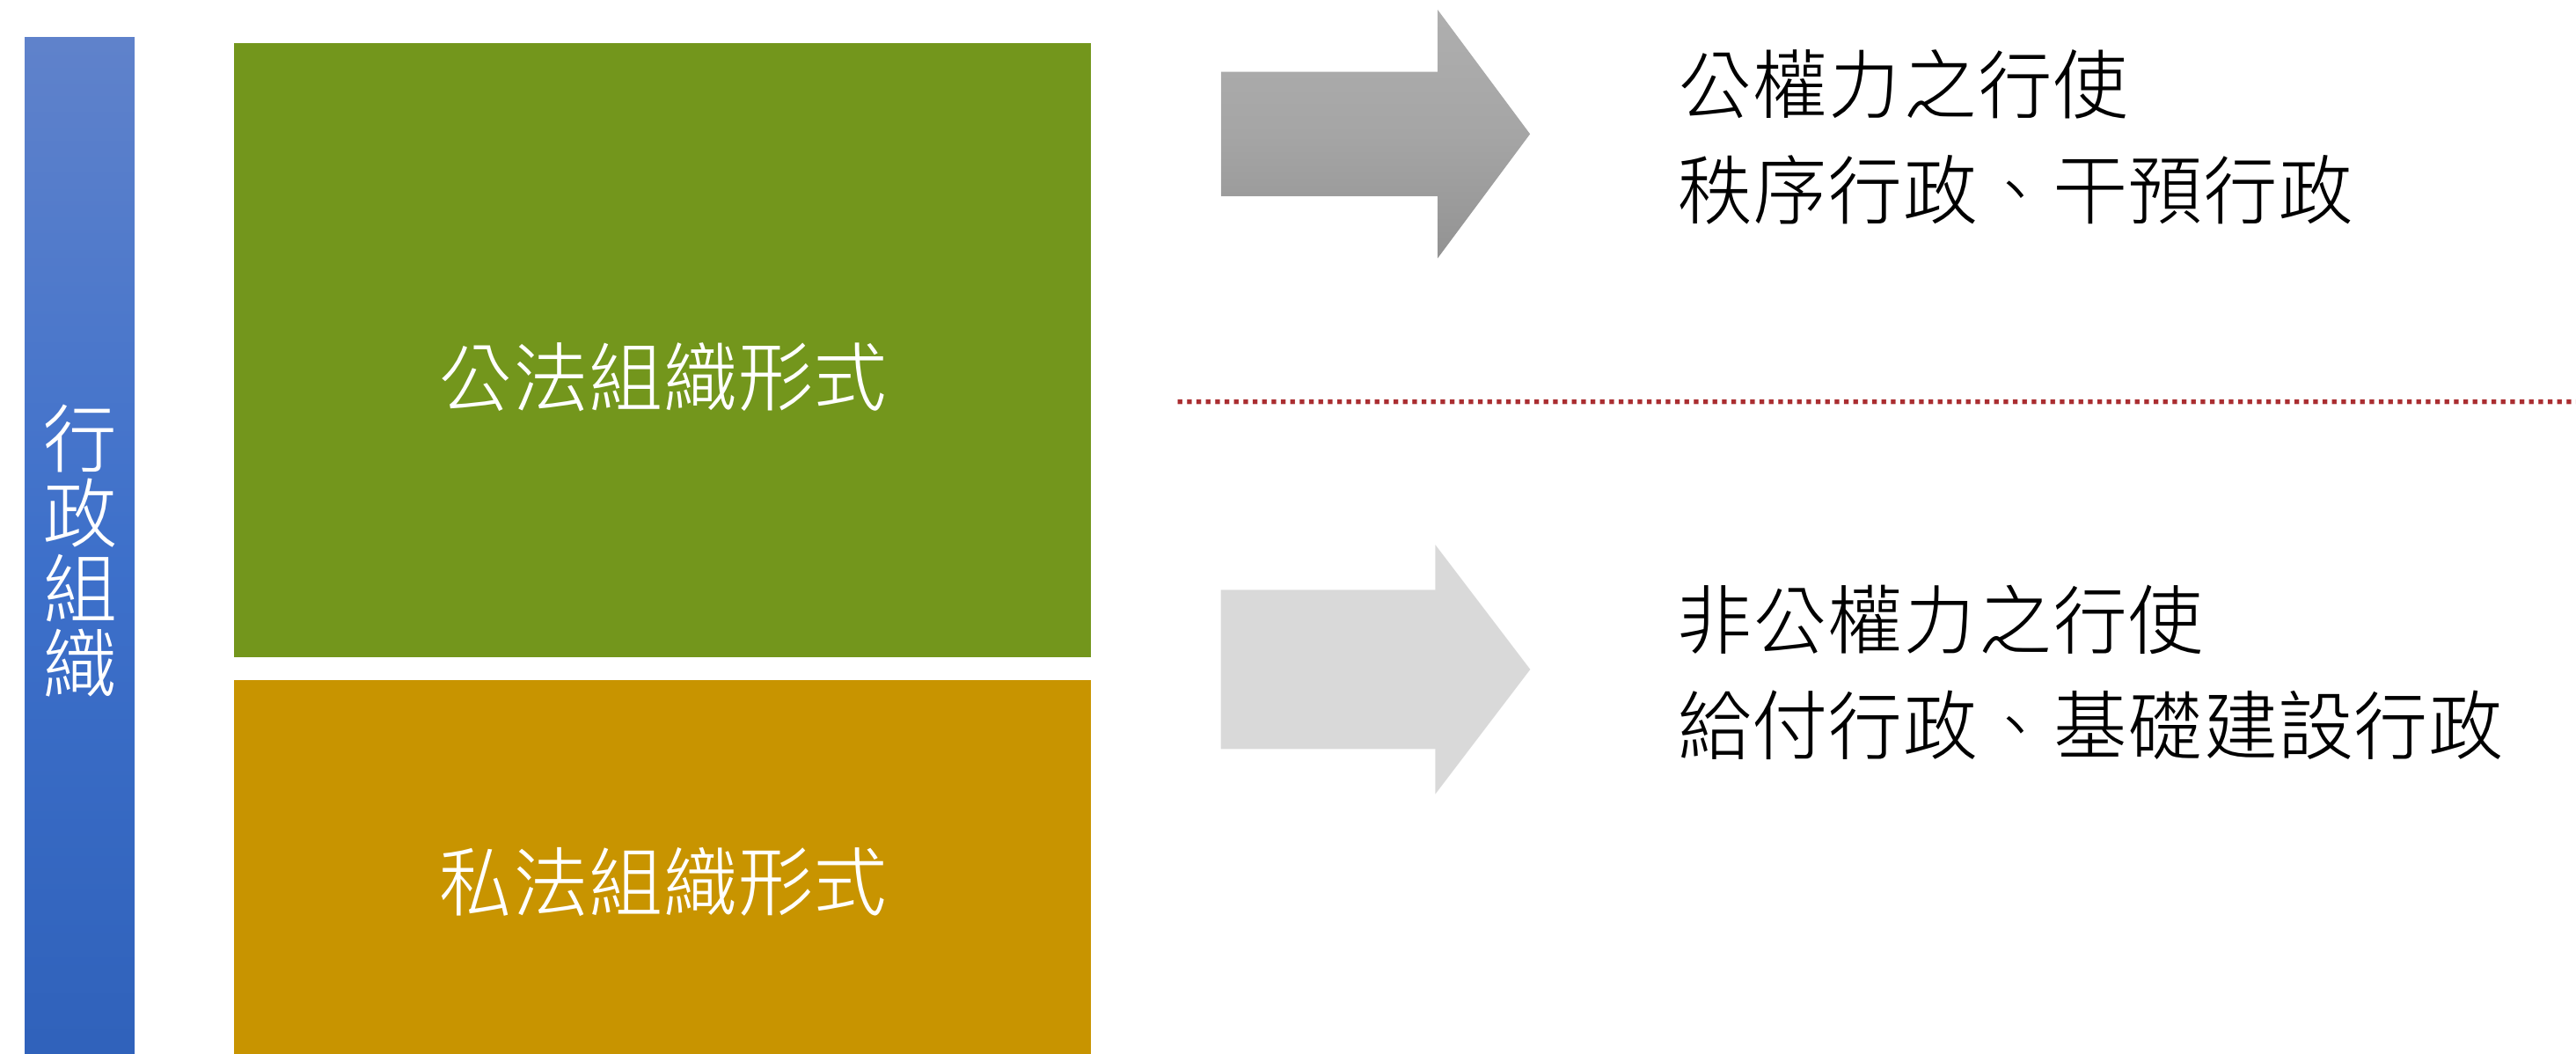 行政組織
公法組織形式
私法組織形式
公權力之行使
秩序行政、干預行政
非公權力之行使
給付行政、基礎建設行政